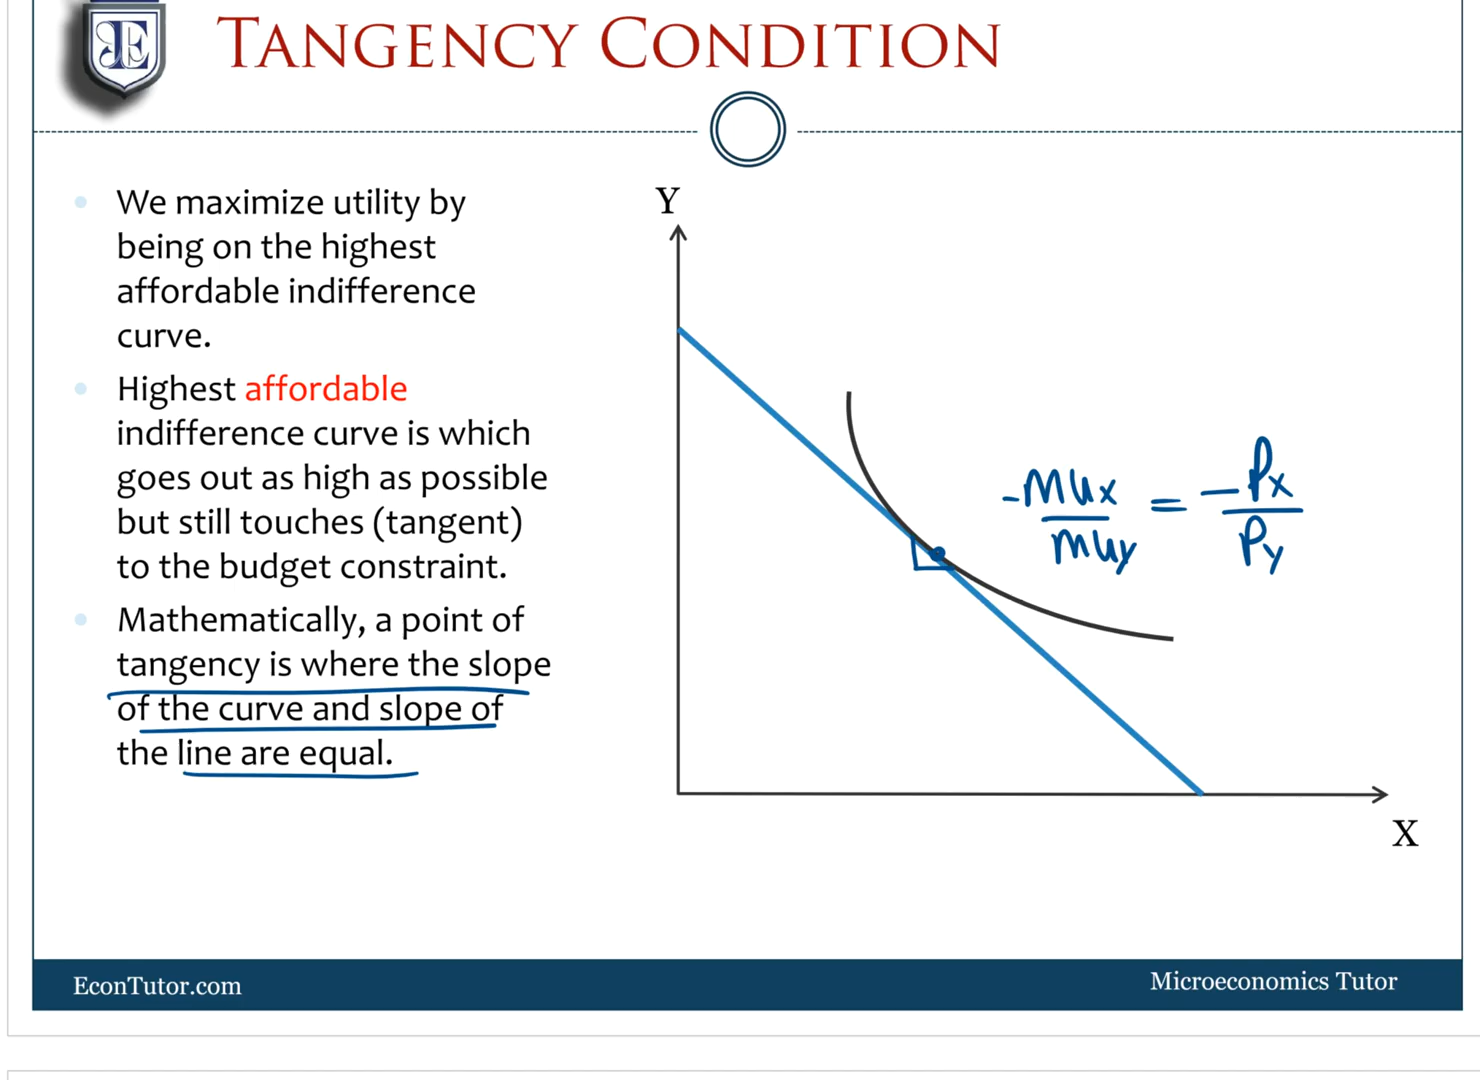 TANGENCY CONDITION
We maximize utility by
being on the highest
affordable indifference
curve.
Highest affordable
indifference curve is which
goes out as high as possible
but still touches (tangent)
to the budget constraint.
Mathematically, a point of
tangency is where the slope
of the curve and slope of
the line are equal.
Y
-MUx = -Px
MUy Py
X
EconTutor.com
Microeconomics Tutor